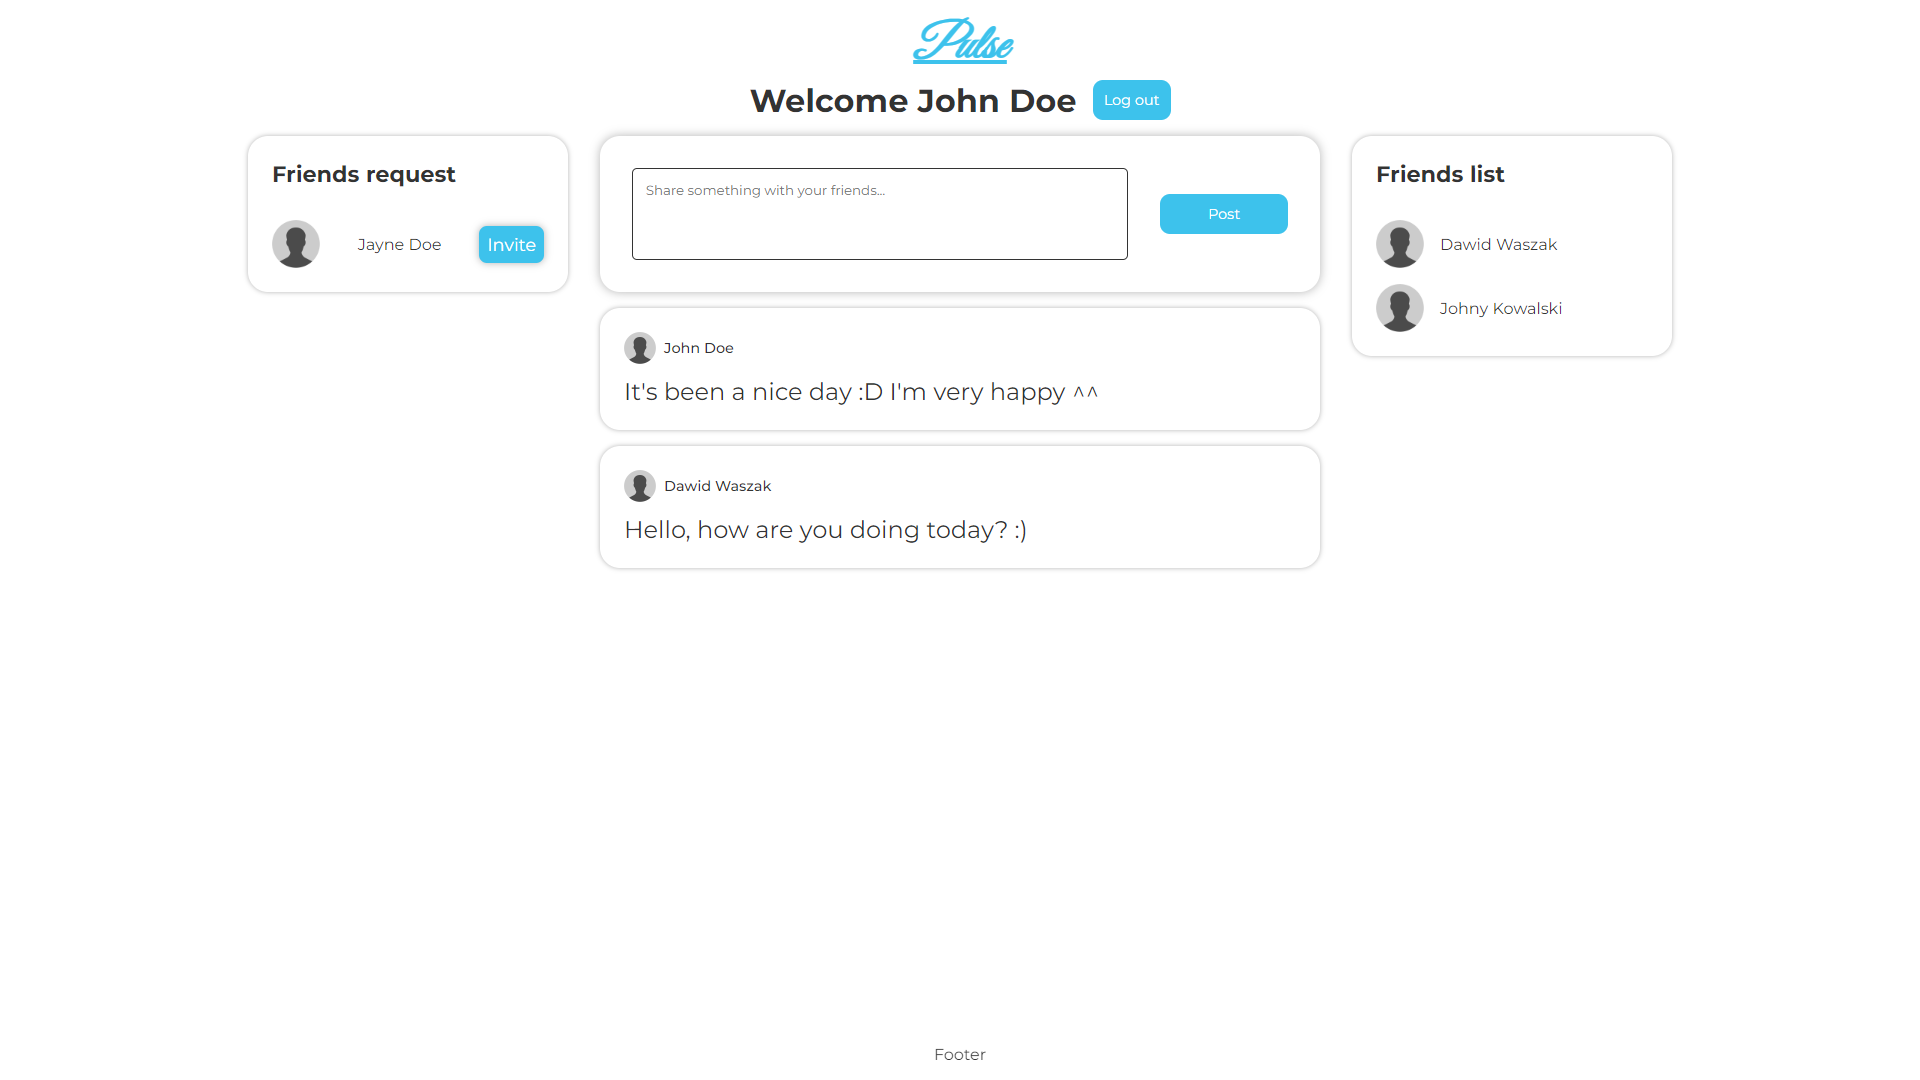 Pulse
Welcome John Doe
Log out
Friends request
Jayne Doe
Invite
Share something with your friends...
Post
John Doe
It's been a nice day :D I'm very happy ^^
Dawid Waszak
Hello, how are you doing today? :)
Friends list
Dawid Waszak
Johny Kowalski
Footer